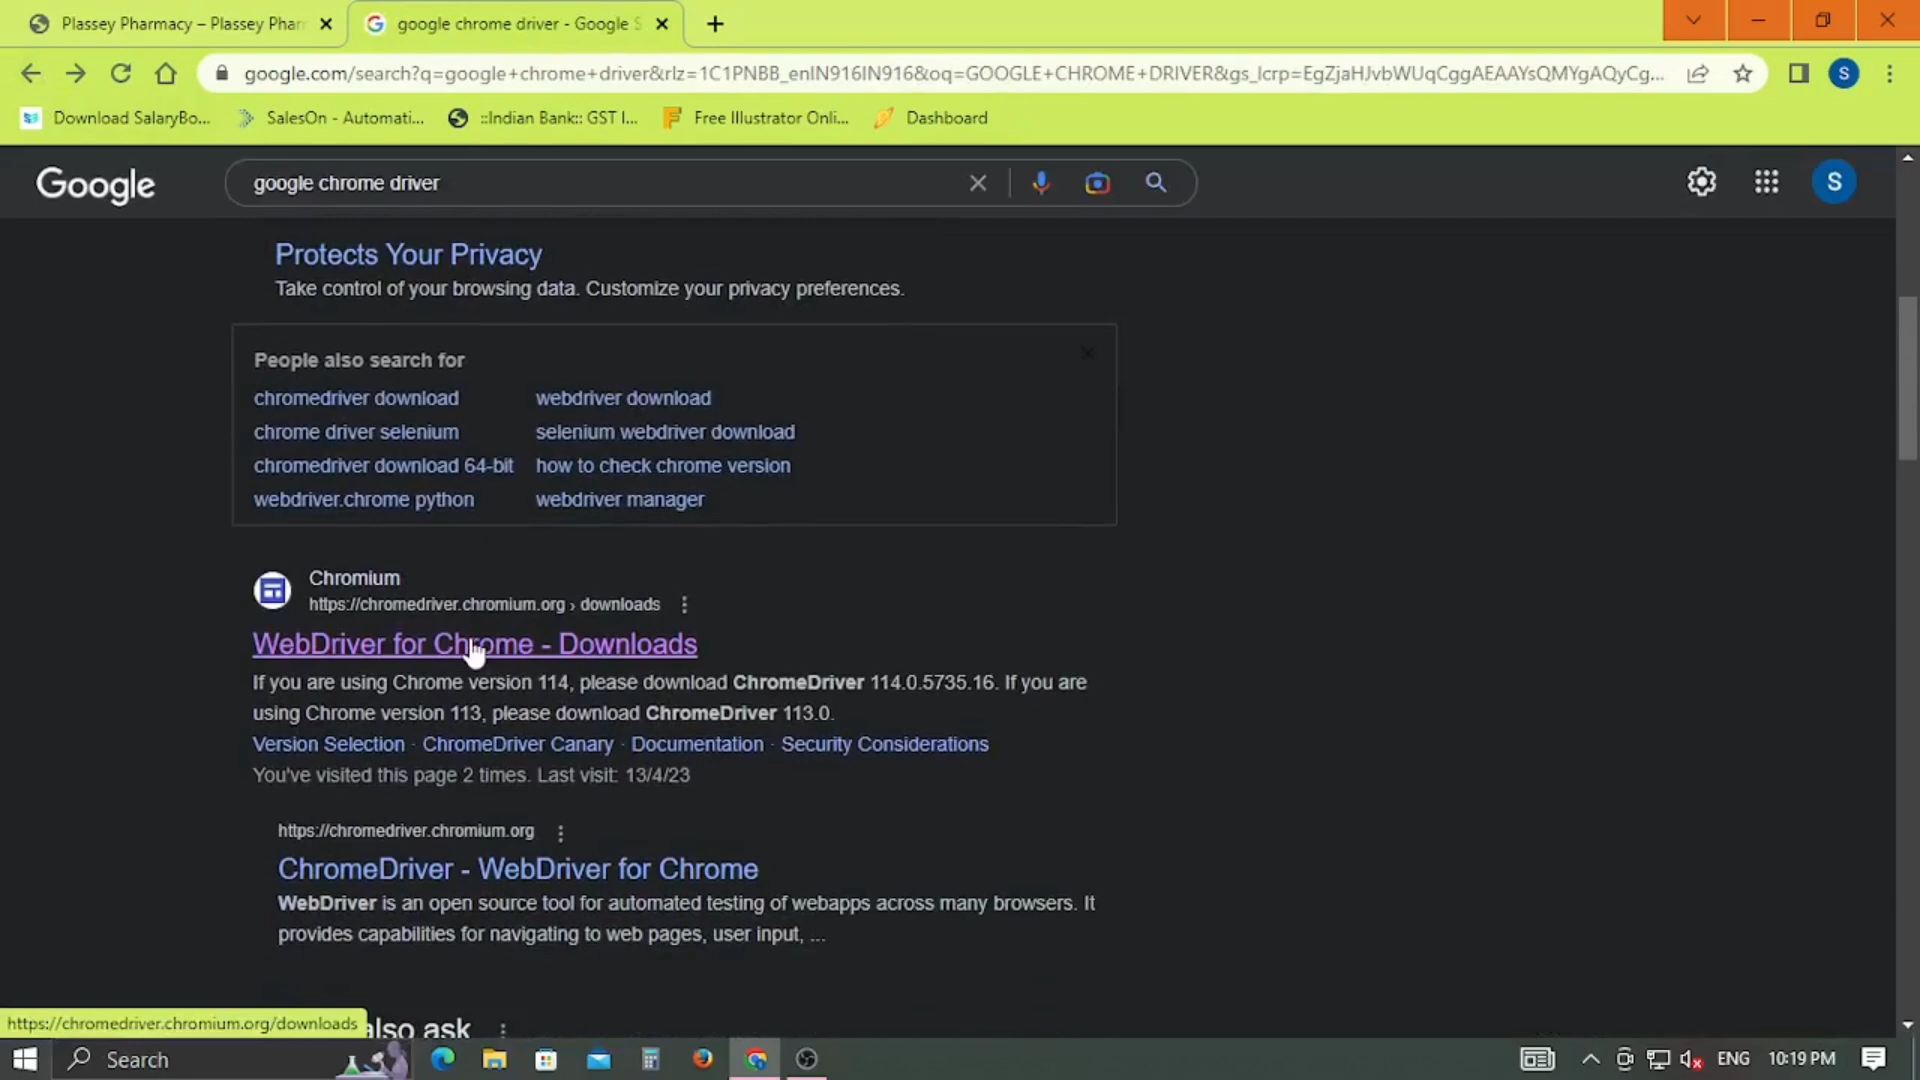 Plassey Pharmacy – Plassey Phar
google chrome driver - Google S
google.com/search?q=google+chrome+driver&rlz=1C1PNBB_enIN916IN916&oq=GOOGLE+CHROME+DRIVER&gs_lcrp=EgZjaHJvbWUqCggAEAAYsQMYgAQyCg...
S
Download SalaryBo...
SalesOn - Automati...
::Indian Bank:: GST I...
Free Illustrator Onli...
Dashboard
Google
google chrome driver
S
Protects Your Privacy
Take control of your browsing data. Customize your privacy preferences.
People also search for
chromedriver download
webdriver download
chrome driver selenium
selenium webdriver download
chromedriver download 64-bit
how to check chrome version
webdriver.chrome python
webdriver manager
Chromium
https://chromedriver.chromium.org › downloads
WebDriver for Chrome - Downloads
If you are using Chrome version 114, please download ChromeDriver 114.0.5735.16. If you are
using Chrome version 113, please download ChromeDriver 113.0.
Version Selection · ChromeDriver Canary · Documentation · Security Considerations
You've visited this page 2 times. Last visit: 13/4/23
https://chromedriver.chromium.org
ChromeDriver - WebDriver for Chrome
WebDriver is an open source tool for automated testing of webapps across many browsers. It
provides capabilities for navigating to web pages, user input, ...
https://chromedriver.chromium.org/downloads
also ask
Search
ENG
10:19 PM